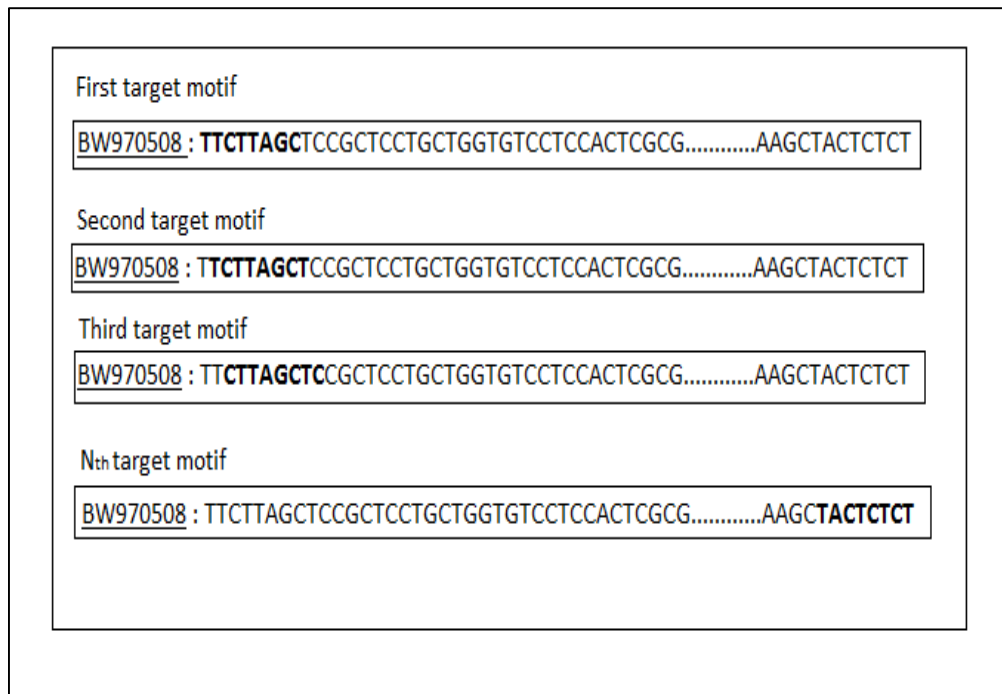 First target motif
BW970508 : TTCTTAGCTCCGCTCCTGCTGGTGTCCTCCACTCGCG............AAGCTACTCTCT
Second target motif
BW970508 : TTCTTAGCTCCGCTCCTGCTGGTGTCCTCCACTCGCG............AAGCTACTCTCT
Third target motif
BW970508 : TTCTTAGCTCCGCTCCTGCTGGTGTCCTCCACTCGCG............AAGCTACTCTCT
Nth target motif
BW970508 : TTCTTAGCTCCGCTCCTGCTGGTGTCCTCCACTCGCG............AAGCTACTCTCT